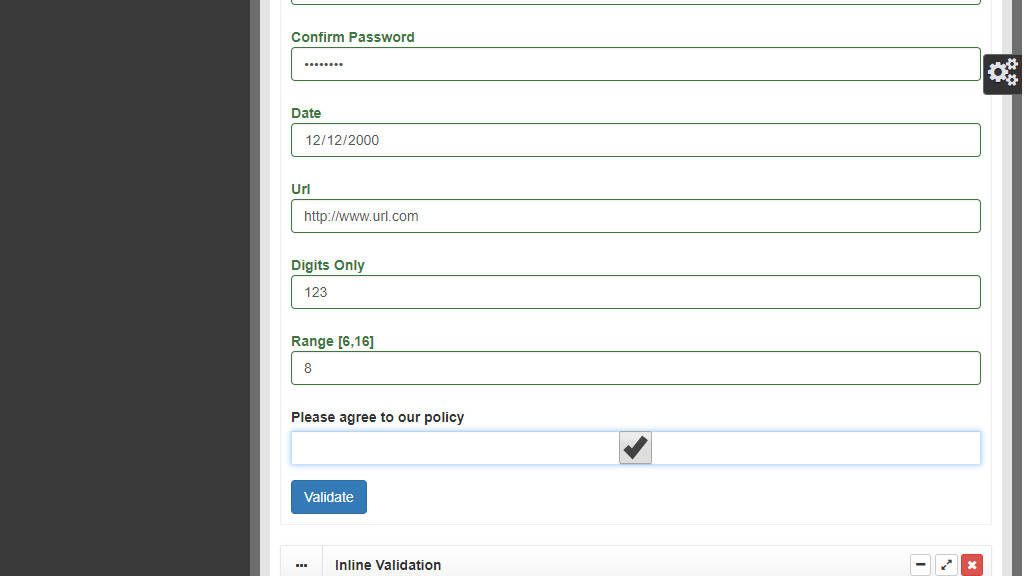 Confirm Password
••••••••
Date
12/12/2000
Url
http://www.url.com
Digits Only
123
Range [6,16]
8
Please agree to our policy
Validate
Inline Validation